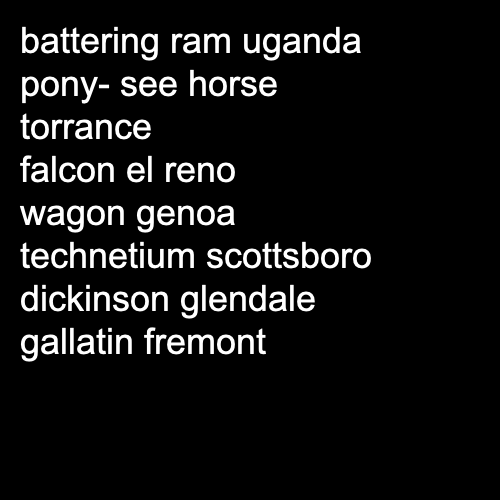 battering ram uganda
pony- see horse
torrance
falcon el reno
wagon genoa
technetium scottsboro
dickinson glendale
gallatin fremont